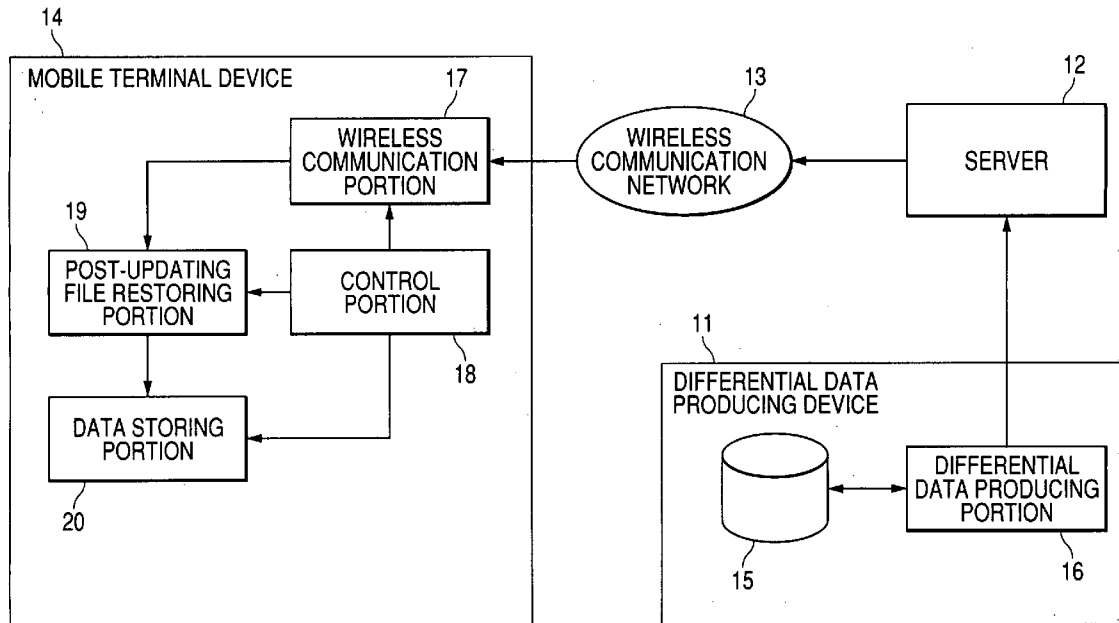 14
MOBILE TERMINAL DEVICE
17
WIRELESS
COMMUNICATION
PORTION
13
WIRELESS
COMMUNICATION
NETWORK
12
SERVER
19
POST-UPDATING
FILE RESTORING
PORTION
CONTROL
PORTION
18
DATA STORING
PORTION
20
11
DIFFERENTIAL DATA
PRODUCING DEVICE
15
DIFFERENTIAL
DATA PRODUCING
PORTION
16